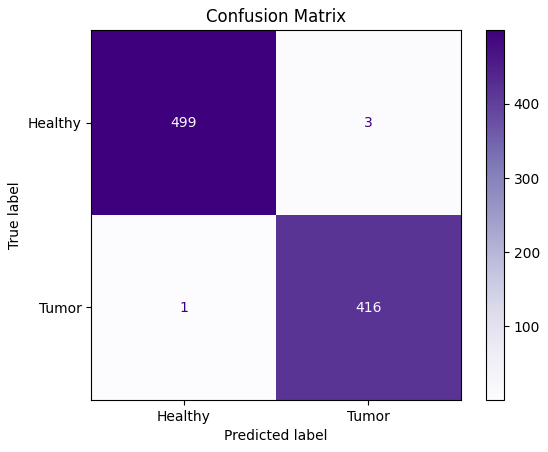 Confusion Matrix
True label
Healthy
499
3
Tumor
1
416
Healthy
Tumor
Predicted label
400
300
200
100